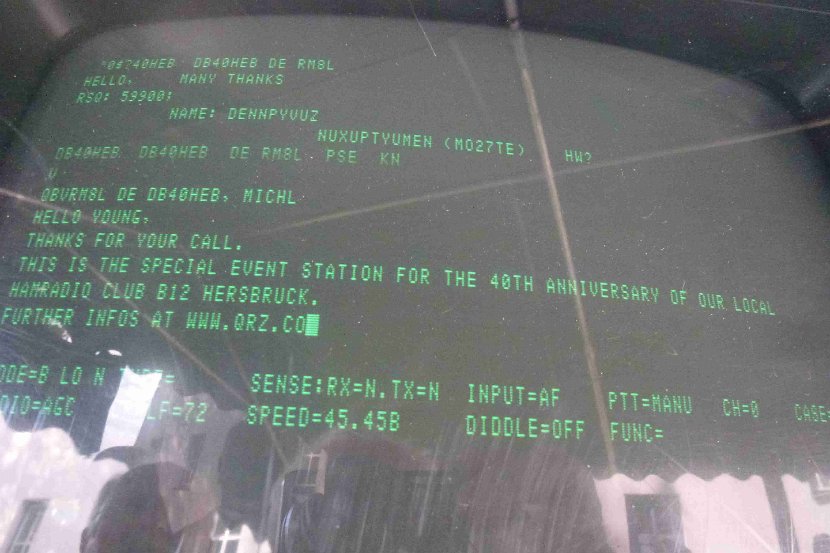 DB40HEB DE RM8L
HELLO, MANY THANKS
RSQ: 59900;
NAME: DENNPYVUZ
NUXUPTYUMEN (MO27TE) HW?
DB40HEB DB40HEB DE RM8L PSE KN
V
QBVRM8L DE DB40HEB, MICHL
HELLO YOUNG,
THANKS FOR YOUR CALL.
THIS IS THE SPECIAL EVENT STATION FOR THE 40TH ANNIVERSARY OF OUR LOCAL
HAMRADIO CLUB B12 HERSBRUCK.
FURTHER INFOS AT WWW.QRZ.CO
SENSE:RX=N.TX=N INPUT=AF PTT=MANU CH=0
SPEED=45.45B DIDDLE=OFF FUNC=